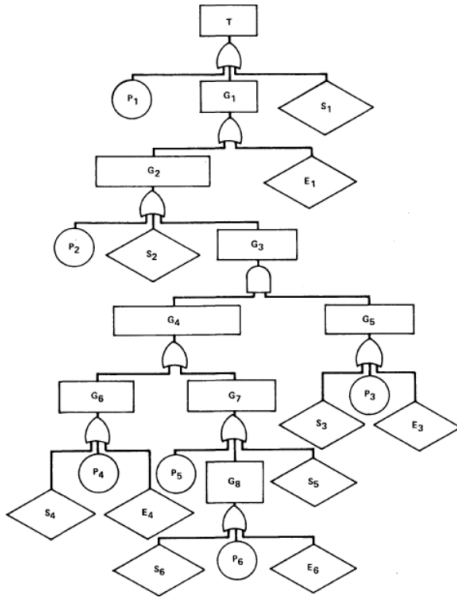 T
P1 G1 S1
G2 E1
P2 S2 G3
G4 G5
G6 G7 P3
S3 E3
P4 P5 G8 S5
S4 E4
S6 P6 E6